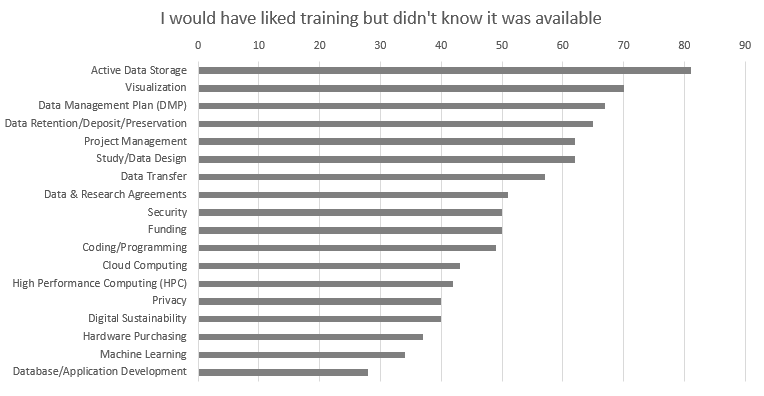 I would have liked training but didn't know it was available
0 10 20 30 40 50 60 70 80 90
Active Data Storage
Visualization
Data Management Plan (DMP)
Data Retention/Deposit/Preservation
Project Management
Study/Data Design
Data Transfer
Data & Research Agreements
Security
Funding
Coding/Programming
Cloud Computing
High Performance Computing (HPC)
Privacy
Digital Sustainability
Hardware Purchasing
Machine Learning
Database/Application Development